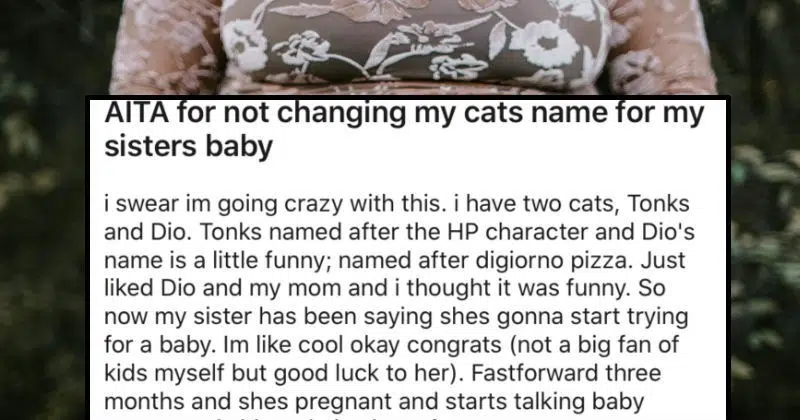 AITA for not changing my cats name for my
sisters baby
i swear im going crazy with this. i have two cats, Tonks
and Dio. Tonks named after the HP character and Dio's
name is a little funny; named after digiorno pizza. Just
liked Dio and my mom and i thought it was funny. So
now my sister has been saying shes gonna start trying
for a baby. Im like cool okay congrats (not a big fan of
kids myself but good luck to her). Fastforward three
months and shes pregnant and starts talking baby